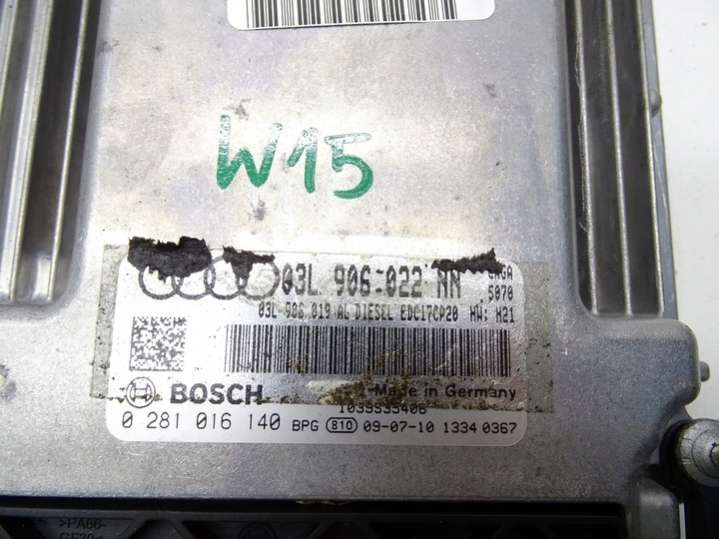 W15
03L 906 022 NN
5070
03L 906 019 AL DIESEL EDC17CP20 HW: H21
BOSCH
Made in Germany
0 281 016 140 BPG 810 09-07-10 1334 0367
>PA66-